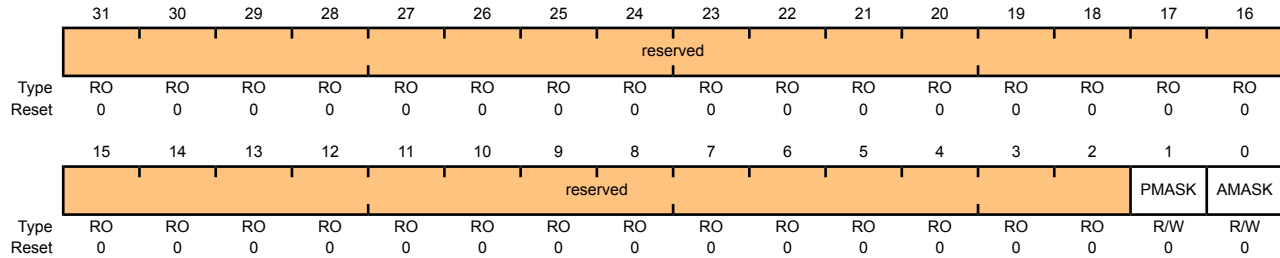 31 30 29 28 27 26 25 24 23 22 21 20 19 18 17 16
reserved
Type RO RO RO RO RO RO RO RO RO RO RO RO RO RO RO RO
Reset 0 0 0 0 0 0 0 0 0 0 0 0 0 0 0 0
15 14 13 12 11 10 9 8 7 6 5 4 3 2 1 0
reserved PMASK AMASK
Type RO RO RO RO RO RO RO RO RO RO RO RO RO RO R/W R/W
Reset 0 0 0 0 0 0 0 0 0 0 0 0 0 0 0 0